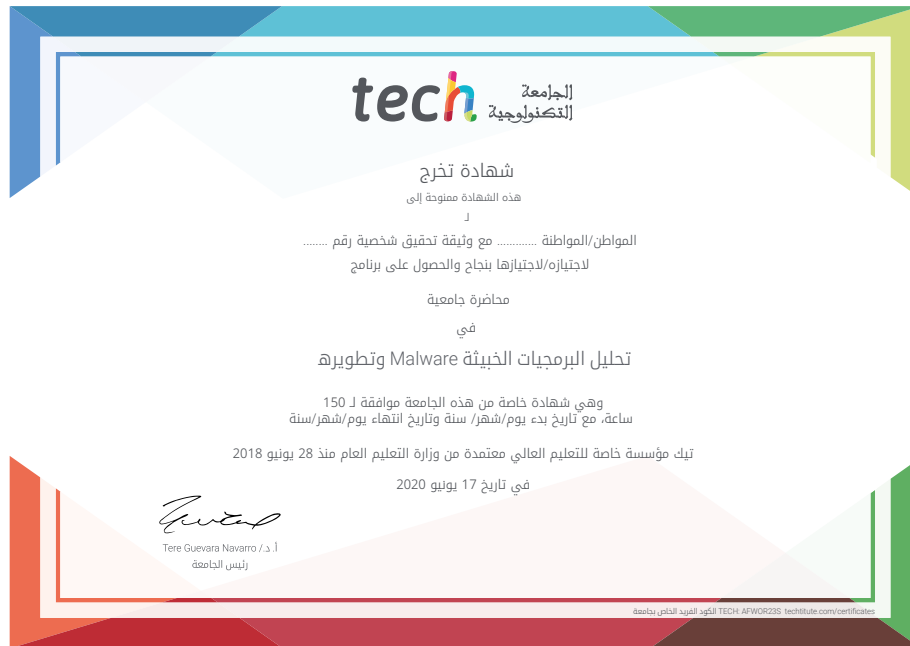 tech
الجامعة
التكنولوجية
شهادة تخرج
هذه الشهادة ممنوحة إلى
لـ
المواطن/المواطنة ............ مع وثيقة تحقيق شخصية رقم ........
لاجتيازه/لاجتيازها بنجاح والحصول على برنامج
محاضرة جامعية
في
تحليل البرمجيات الخبيثة Malware وتطويره
وهي شهادة خاصة من هذه الجامعة موافقة لـ 150
ساعة، مع تاريخ بدء يوم/شهر/ سنة وتاريخ انتهاء يوم/شهر/سنة
تيك مؤسسة خاصة للتعليم العالي معتمدة من وزارة التعليم العام منذ 28 يونيو 2018
في تاريخ 17 يونيو 2020
أ. د./ Tere Guevara Navarro
رئيس الجامعة
الكود الفريد الخاص بجامعة TECH: AFWOR23S techtitute.com/certificates